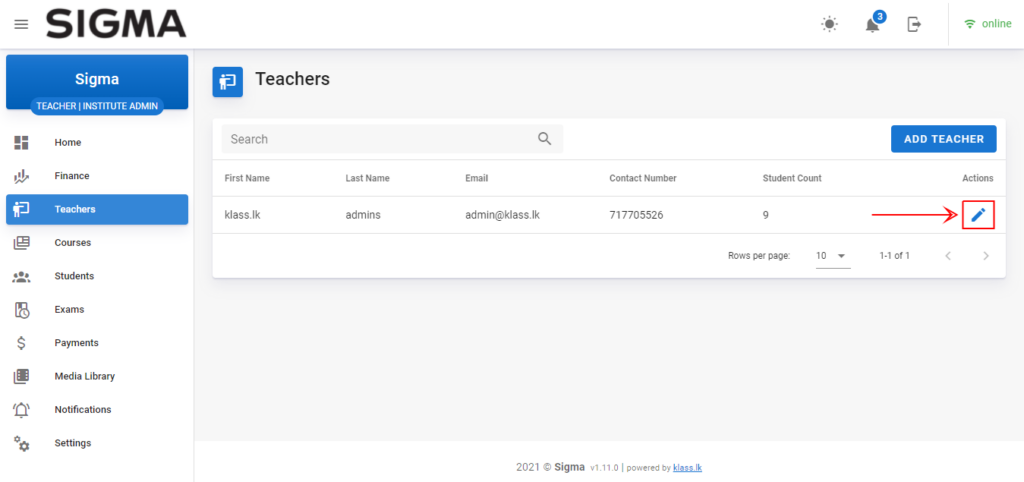 SIGMA
3
online
Sigma
TEACHER | INSTITUTE ADMIN
Home
Finance
Teachers
Courses
Students
Exams
Payments
Media Library
Notifications
Settings
Teachers
Search
ADD TEACHER
First Name Last Name Email Contact Number Student Count Actions
klass.lk admins admin@klass.lk 717705526 9
Rows per page: 10 1-1 of 1
2021 © Sigma v1.11.0 | powered by klass.lk